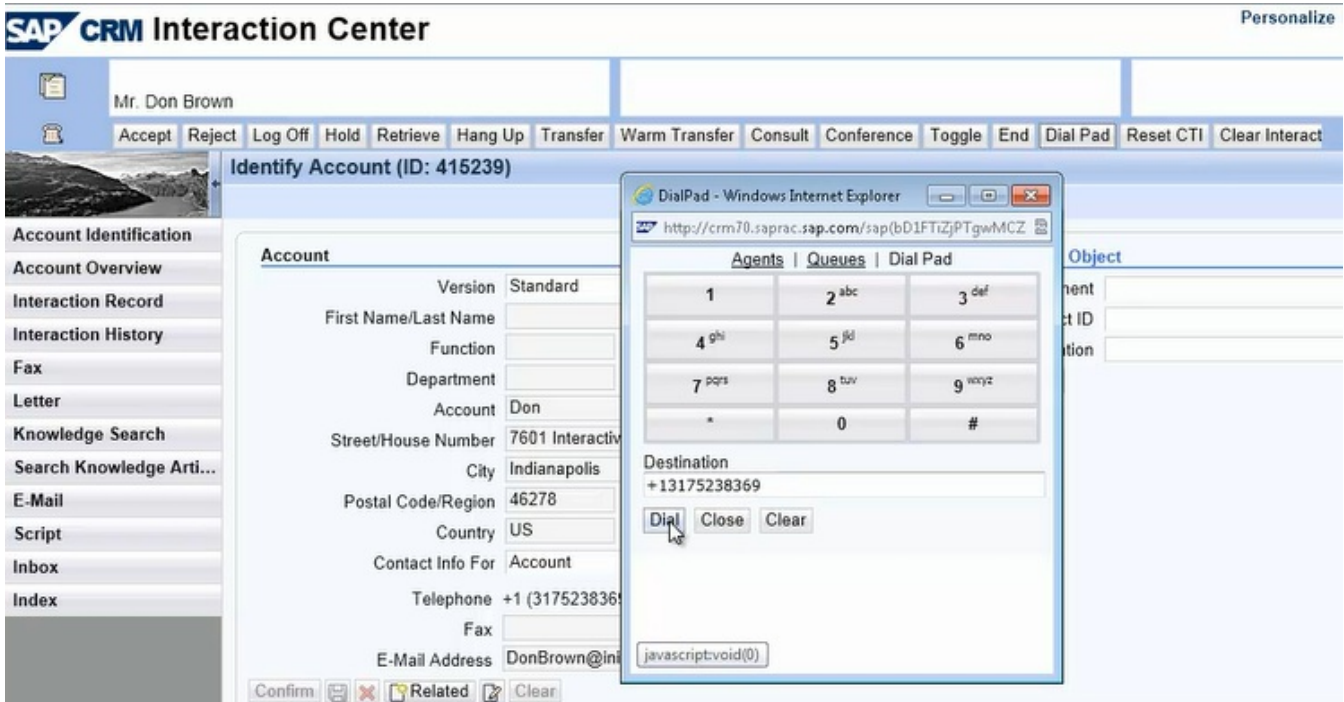 SAP CRM Interaction Center
Personalize
Mr. Don Brown
Accept Reject Log Off Hold Retrieve Hang Up Transfer Warm Transfer Consult Conference Toggle End Dial Pad Reset CTI Clear Interact
Identify Account (ID: 415239)
Account Identification
Account Overview
Interaction Record
Interaction History
Fax
Letter
Knowledge Search
Search Knowledge Arti...
E-Mail
Script
Inbox
Index
Account
Version Standard
First Name/Last Name
Function
Department
Account Don
Street/House Number 7601 Interactiv
City Indianapolis
Postal Code/Region 46278
Country US
Contact Info For Account
Telephone +1 (317523836
Fax
E-Mail Address DonBrown@ini
Confirm Related Clear
DialPad - Windows Internet Explorer
SAP http://crm70.saprac.sap.com/sap(bD1FTiZjPTgwMCZ
Agents | Queues | Dial Pad
1 2 abc 3 def
4 ghi 5 jkl 6 mno
7 pqrs 8 tuv 9 wxyz
* 0 #
Destination
+13175238369
Dial Close Clear
javascript:void(0)
Object
nent
ct ID
ation